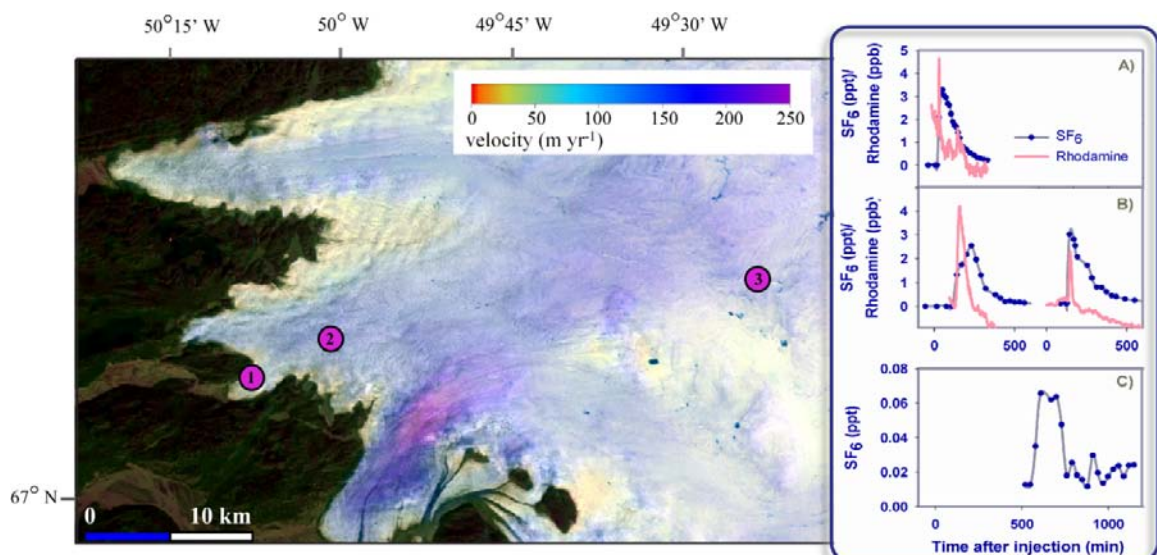 50° 15' W
50° W
49° 45' W
49° 30' W
0 50 100 150 200 250
velocity (m yr⁻¹)
1
2
3
67° N
0 10 km
A)
SF₆ (ppt)/
Rhodamine (ppb)
5
4
3
2
1
0
SF₆
Rhodamine
B)
SF₆ (ppt)/
Rhodamine (ppb)
4
3
2
1
0
0 500 0 500
C)
SF₆ (ppt)
0.08
0.06
0.04
0.02
0.00
0 500 1000
Time after injection (min)